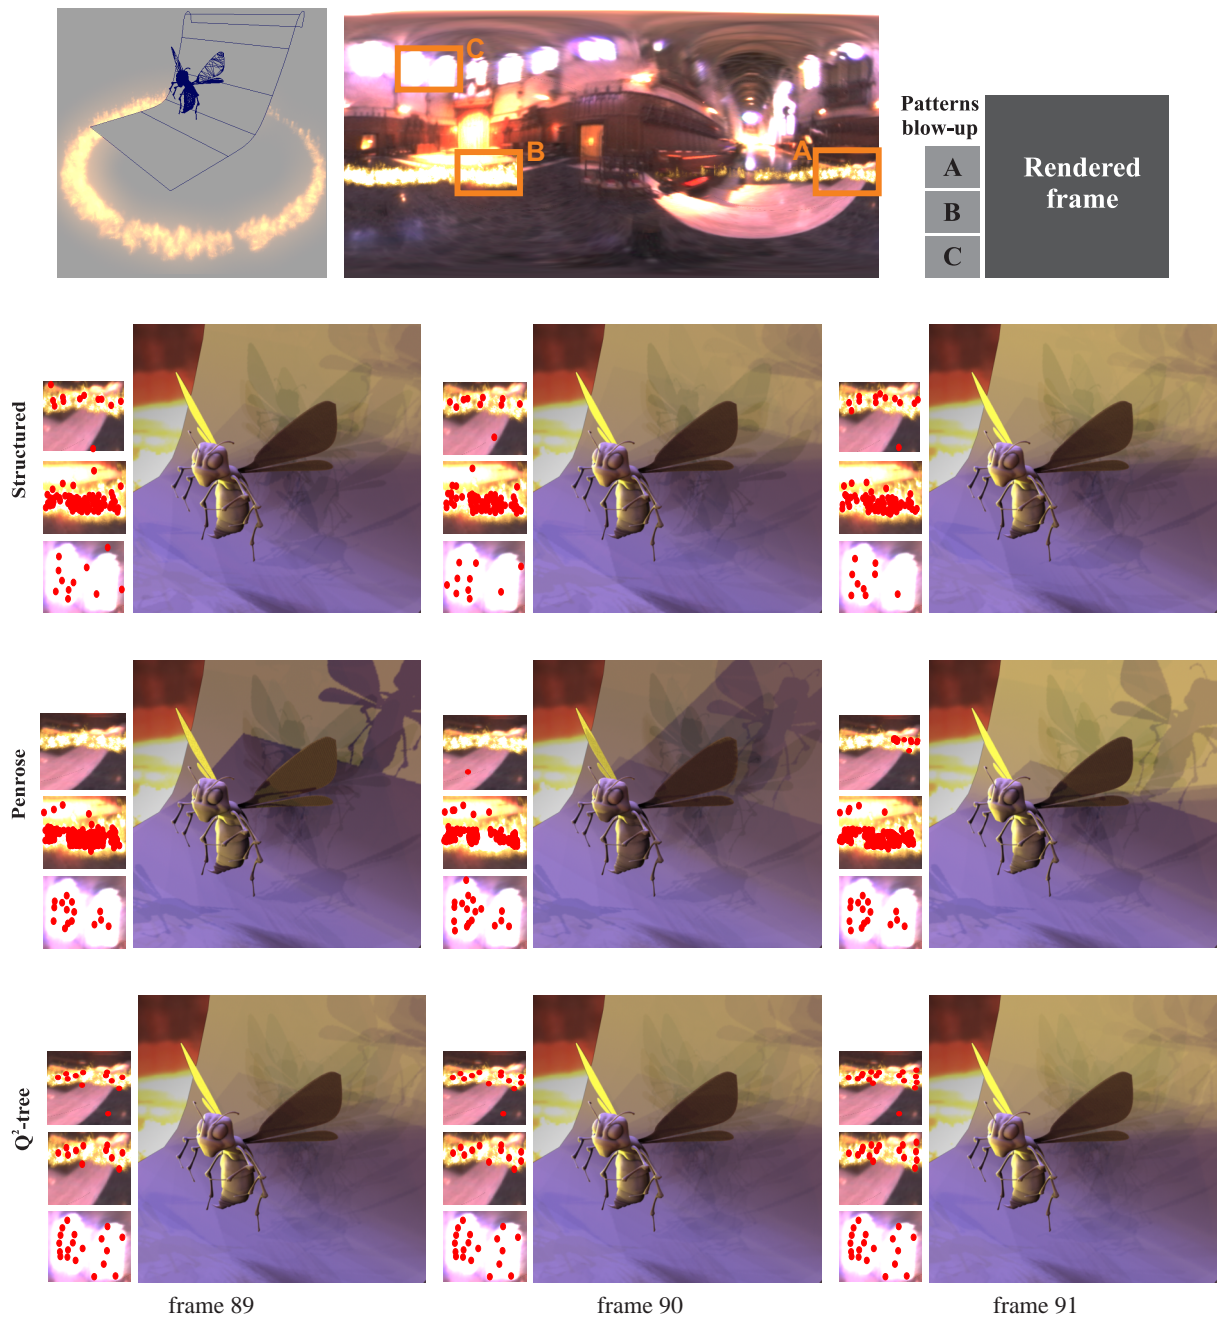 C
B
A
Patterns
blow-up
A
B
C
Rendered
frame
Structured
Penrose
Q²-tree
frame 89
frame 90
frame 91